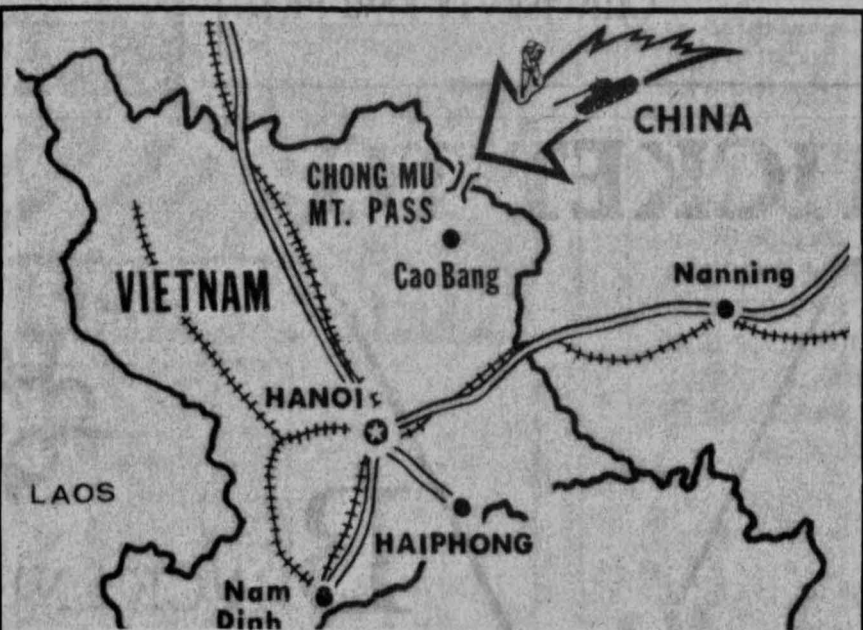 CHINA
CHONG MU
MT. PASS
Cao Bang
Nanning
VIETNAM
HANOI
LAOS
HAIPHONG
Nam
Dinh